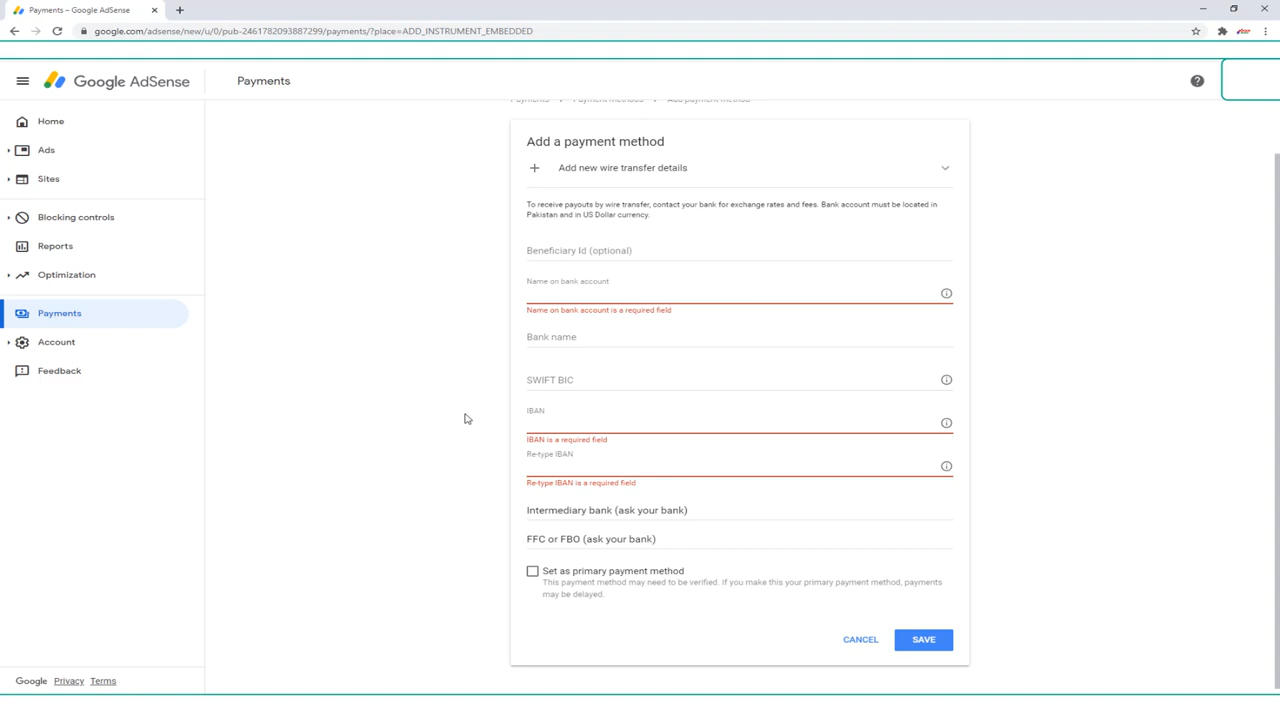 Payments – Google AdSense
google.com/adsense/new/u/0/pub-2461782093887299/payments/?place=ADD_INSTRUMENT_EMBEDDED
Google AdSense
Payments
Payments > Payment methods > Add payment method
Home
Ads
Sites
Blocking controls
Reports
Optimization
Payments
Account
Feedback
Add a payment method
Add new wire transfer details
To receive payouts by wire transfer, contact your bank for exchange rates and fees. Bank account must be located in
Pakistan and in US Dollar currency.
Beneficiary Id (optional)
Name on bank account
Name on bank account is a required field
Bank name
SWIFT BIC
IBAN
IBAN is a required field
Re-type IBAN
Re-type IBAN is a required field
Intermediary bank (ask your bank)
FFC or FBO (ask your bank)
Set as primary payment method
This payment method may need to be verified. If you make this your primary payment method, payments
may be delayed.
CANCEL SAVE
Google Privacy Terms